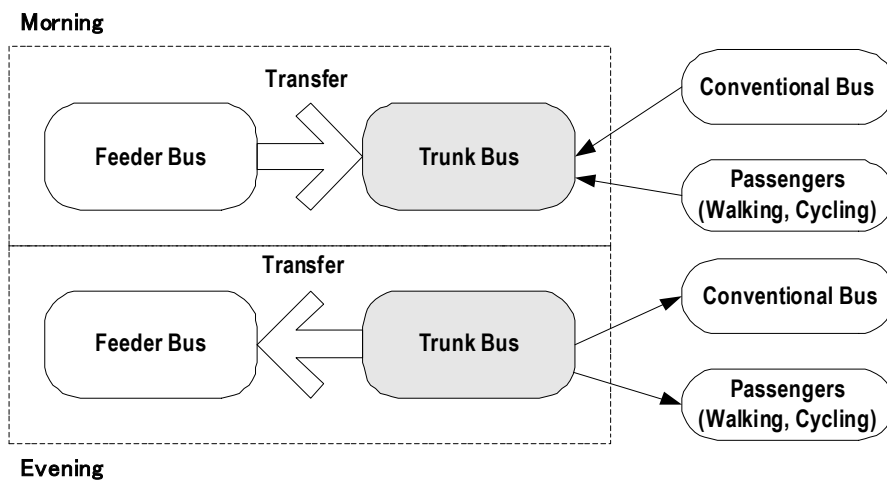 Morning
Transfer
Feeder Bus
Trunk Bus
Conventional Bus
Passengers
(Walking, Cycling)
Transfer
Feeder Bus
Trunk Bus
Conventional Bus
Passengers
(Walking, Cycling)
Evening